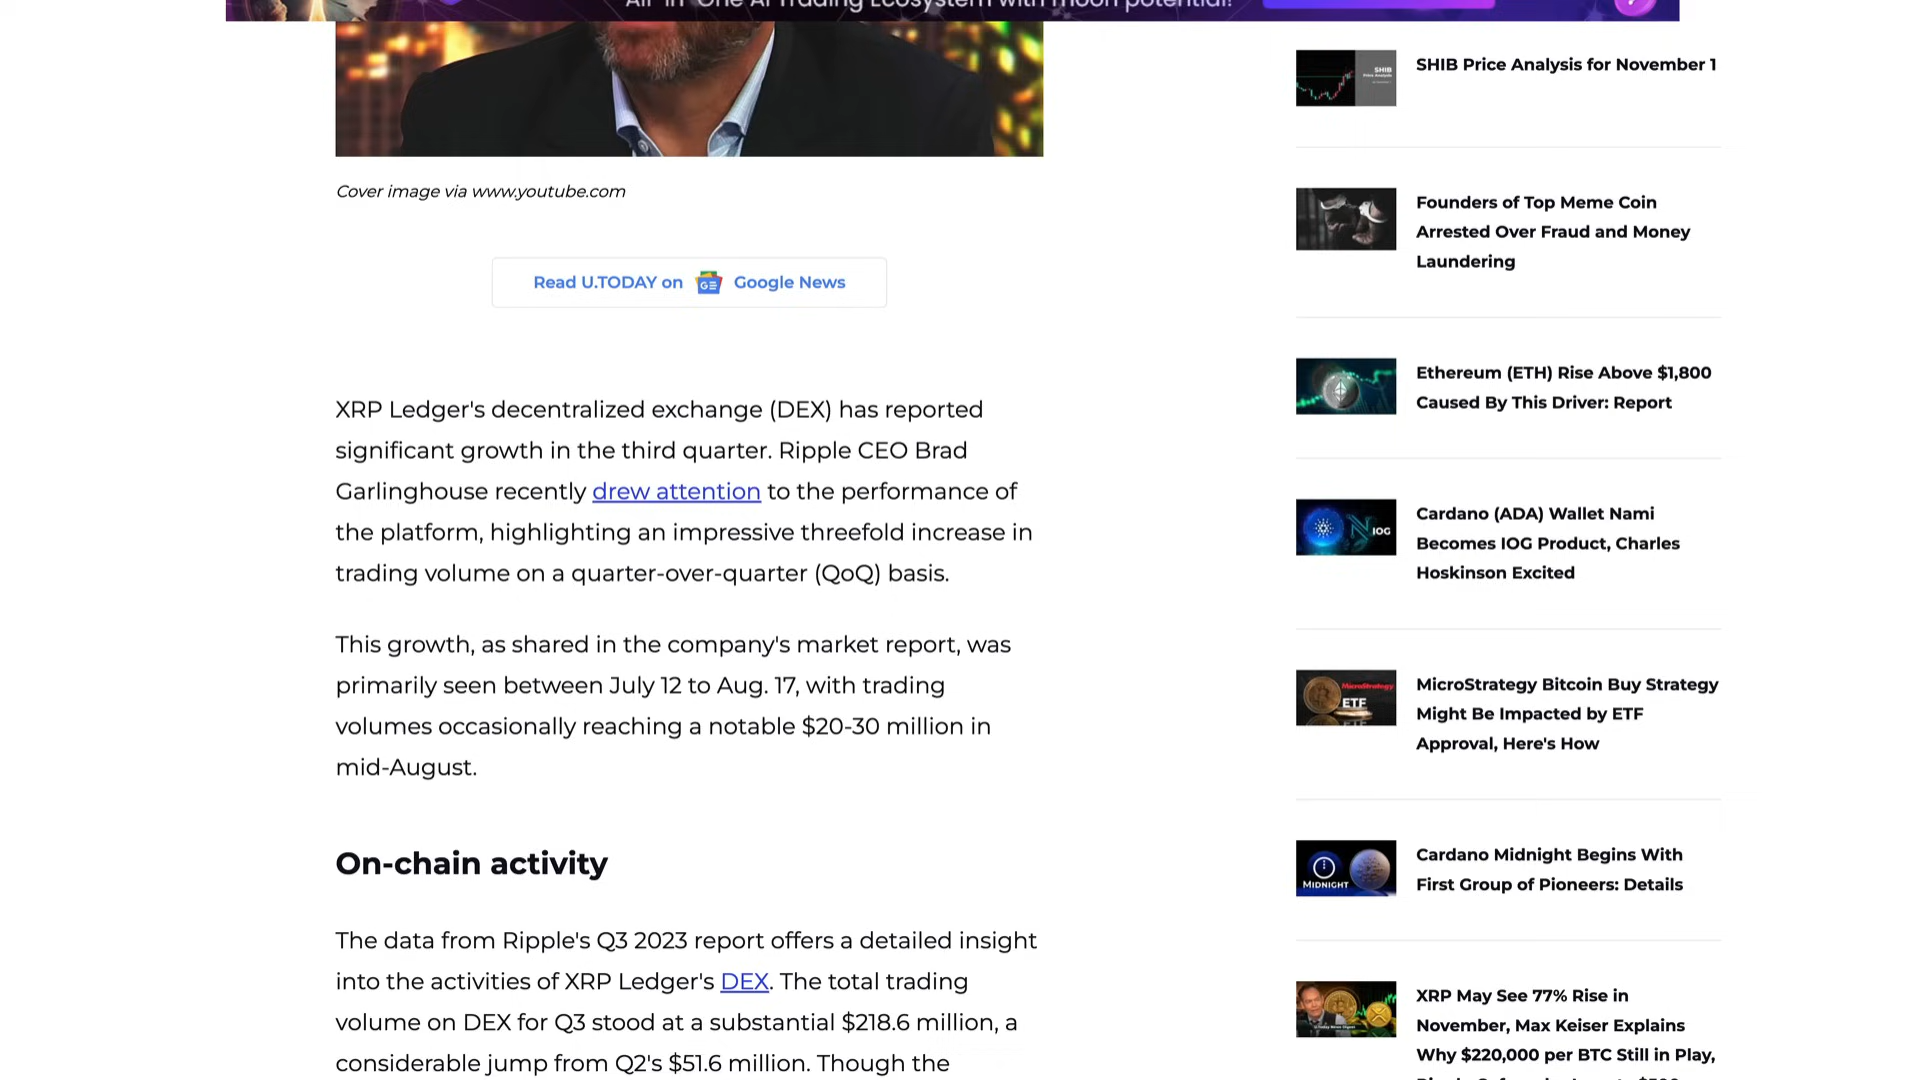 All-in-One AI Trading Ecosystem with moon potential!
Cover image via www.youtube.com
Read U.TODAY on GE Google News
XRP Ledger's decentralized exchange (DEX) has reported
significant growth in the third quarter. Ripple CEO Brad
Garlinghouse recently drew attention to the performance of
the platform, highlighting an impressive threefold increase in
trading volume on a quarter-over-quarter (QoQ) basis.
This growth, as shared in the company's market report, was
primarily seen between July 12 to Aug. 17, with trading
volumes occasionally reaching a notable $20-30 million in
mid-August.
On-chain activity
The data from Ripple's Q3 2023 report offers a detailed insight
into the activities of XRP Ledger's DEX. The total trading
volume on DEX for Q3 stood at a substantial $218.6 million, a
considerable jump from Q2's $51.6 million. Though the
SHIB
SHIB Price Analysis for November 1
Founders of Top Meme Coin
Arrested Over Fraud and Money
Laundering
Ethereum (ETH) Rise Above $1,800
Caused By This Driver: Report
IOG
Cardano (ADA) Wallet Nami
Becomes IOG Product, Charles
Hoskinson Excited
MicroStrategy
ETF
MicroStrategy Bitcoin Buy Strategy
Might Be Impacted by ETF
Approval, Here's How
MIDNIGHT
Cardano Midnight Begins With
First Group of Pioneers: Details
XRP May See 77% Rise in
November, Max Keiser Explains
Why $220,000 per BTC Still in Play,